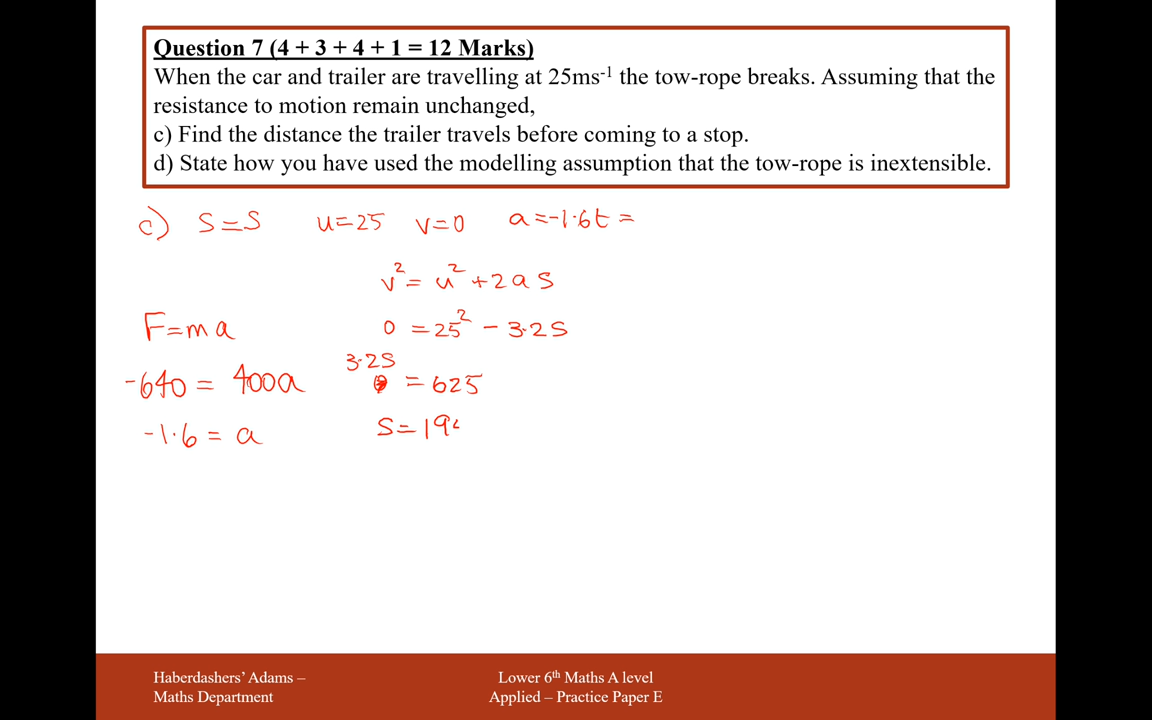 Question 7 (4 + 3 + 4 + 1 = 12 Marks)
When the car and trailer are travelling at 25ms⁻¹ the tow-rope breaks. Assuming that the
resistance to motion remain unchanged,
c) Find the distance the trailer travels before coming to a stop.
d) State how you have used the modelling assumption that the tow-rope is inextensible.
c) S=S u=25 v=0 a=-1.6 t=
v² = u² + 2as
F=ma
0 = 25² - 3.2S
-640 = 400a
3.2S = 625
-1.6 = a
S=19
Haberdashers' Adams –
Maths Department
Lower 6th Maths A level
Applied – Practice Paper E